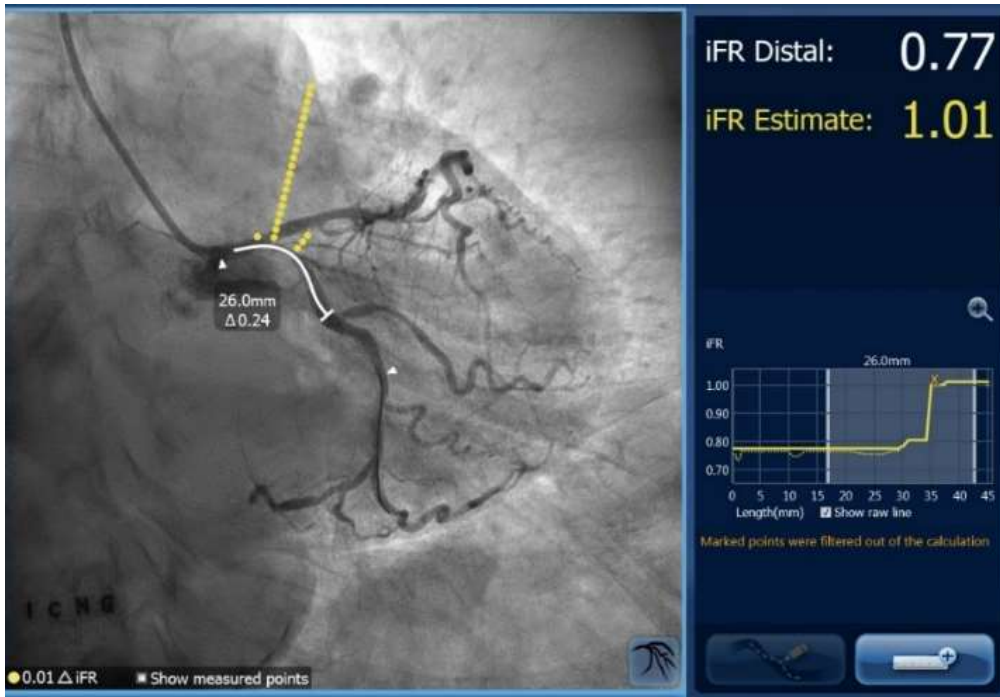 iFR Distal: 0.77
iFR Estimate: 1.01
26.0mm
Δ0.24
iFR
26.0mm
1.00
0.90
0.80
0.70
0 5 10 15 20 25 30 35 40 45
Length(mm) Show raw line
Marked points were filtered out of the calculation
I C H G
0.01 Δ iFR Show measured points